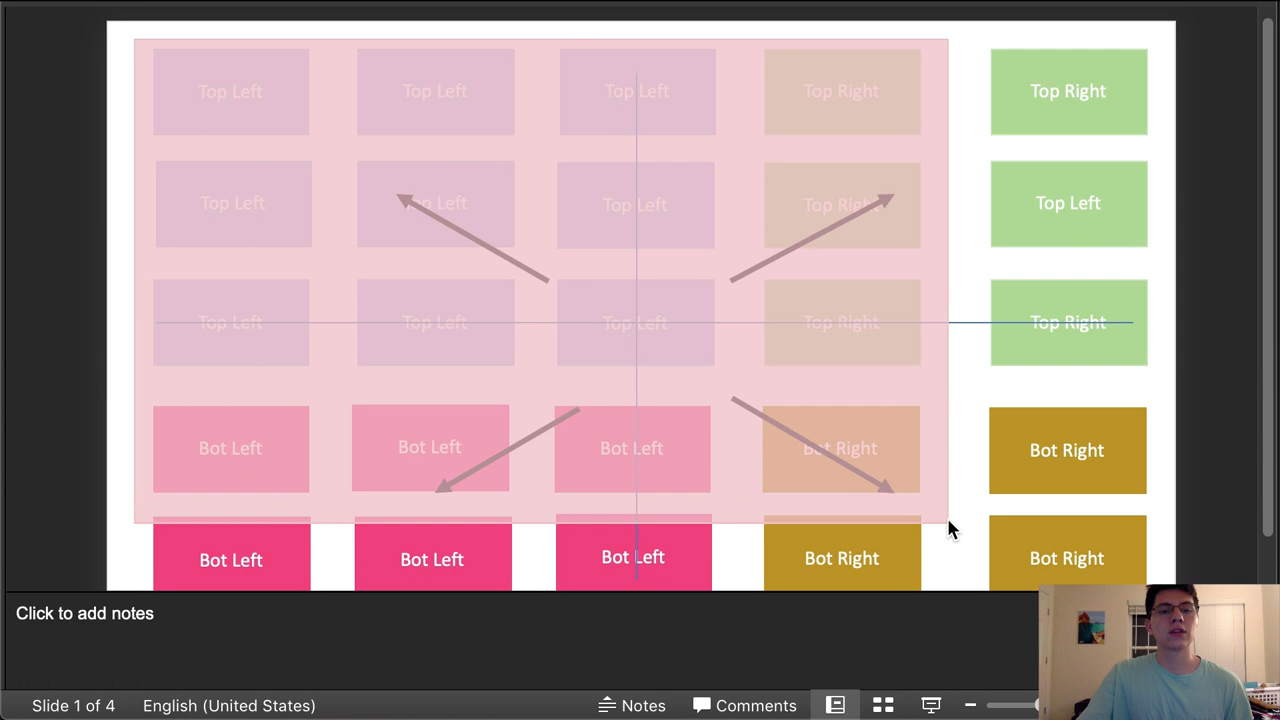 Top Left Top Left Top Left Top Right Top Right
Top Left Top Left Top Left Top Right Top Left
Top Left Top Left Top Left Top Right Top Right
Bot Left Bot Left Bot Left Bot Right Bot Right
Bot Left Bot Left Bot Left Bot Right Bot Right
Click to add notes
Slide 1 of 4 English (United States) Notes Comments